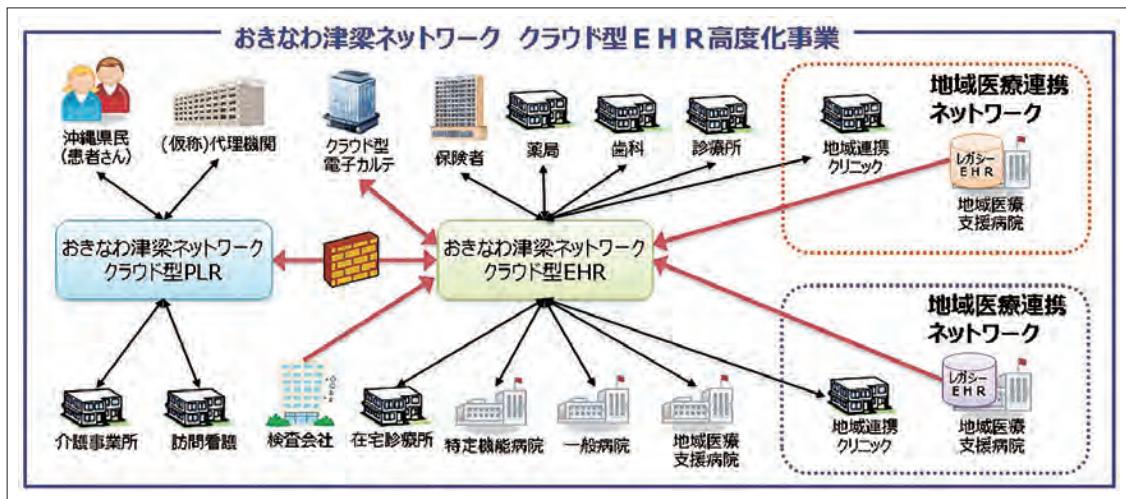 おきなわ津梁ネットワーク クラウド型EHR高度化事業
沖縄県民
(患者さん)
(仮称)代理機関
クラウド型
電子カルテ
保険者
薬局
歯科
診療所
地域連携
クリニック
地域医療連携
ネットワーク
レガシー
EHR
地域医療
支援病院
おきなわ津梁ネットワーク
クラウド型PLR
おきなわ津梁ネットワーク
クラウド型EHR
介護事業所
訪問看護
検査会社
在宅診療所
特定機能病院
一般病院
地域医療
支援病院
地域医療連携
ネットワーク
地域連携
クリニック
レガシー
EHR
地域医療
支援病院